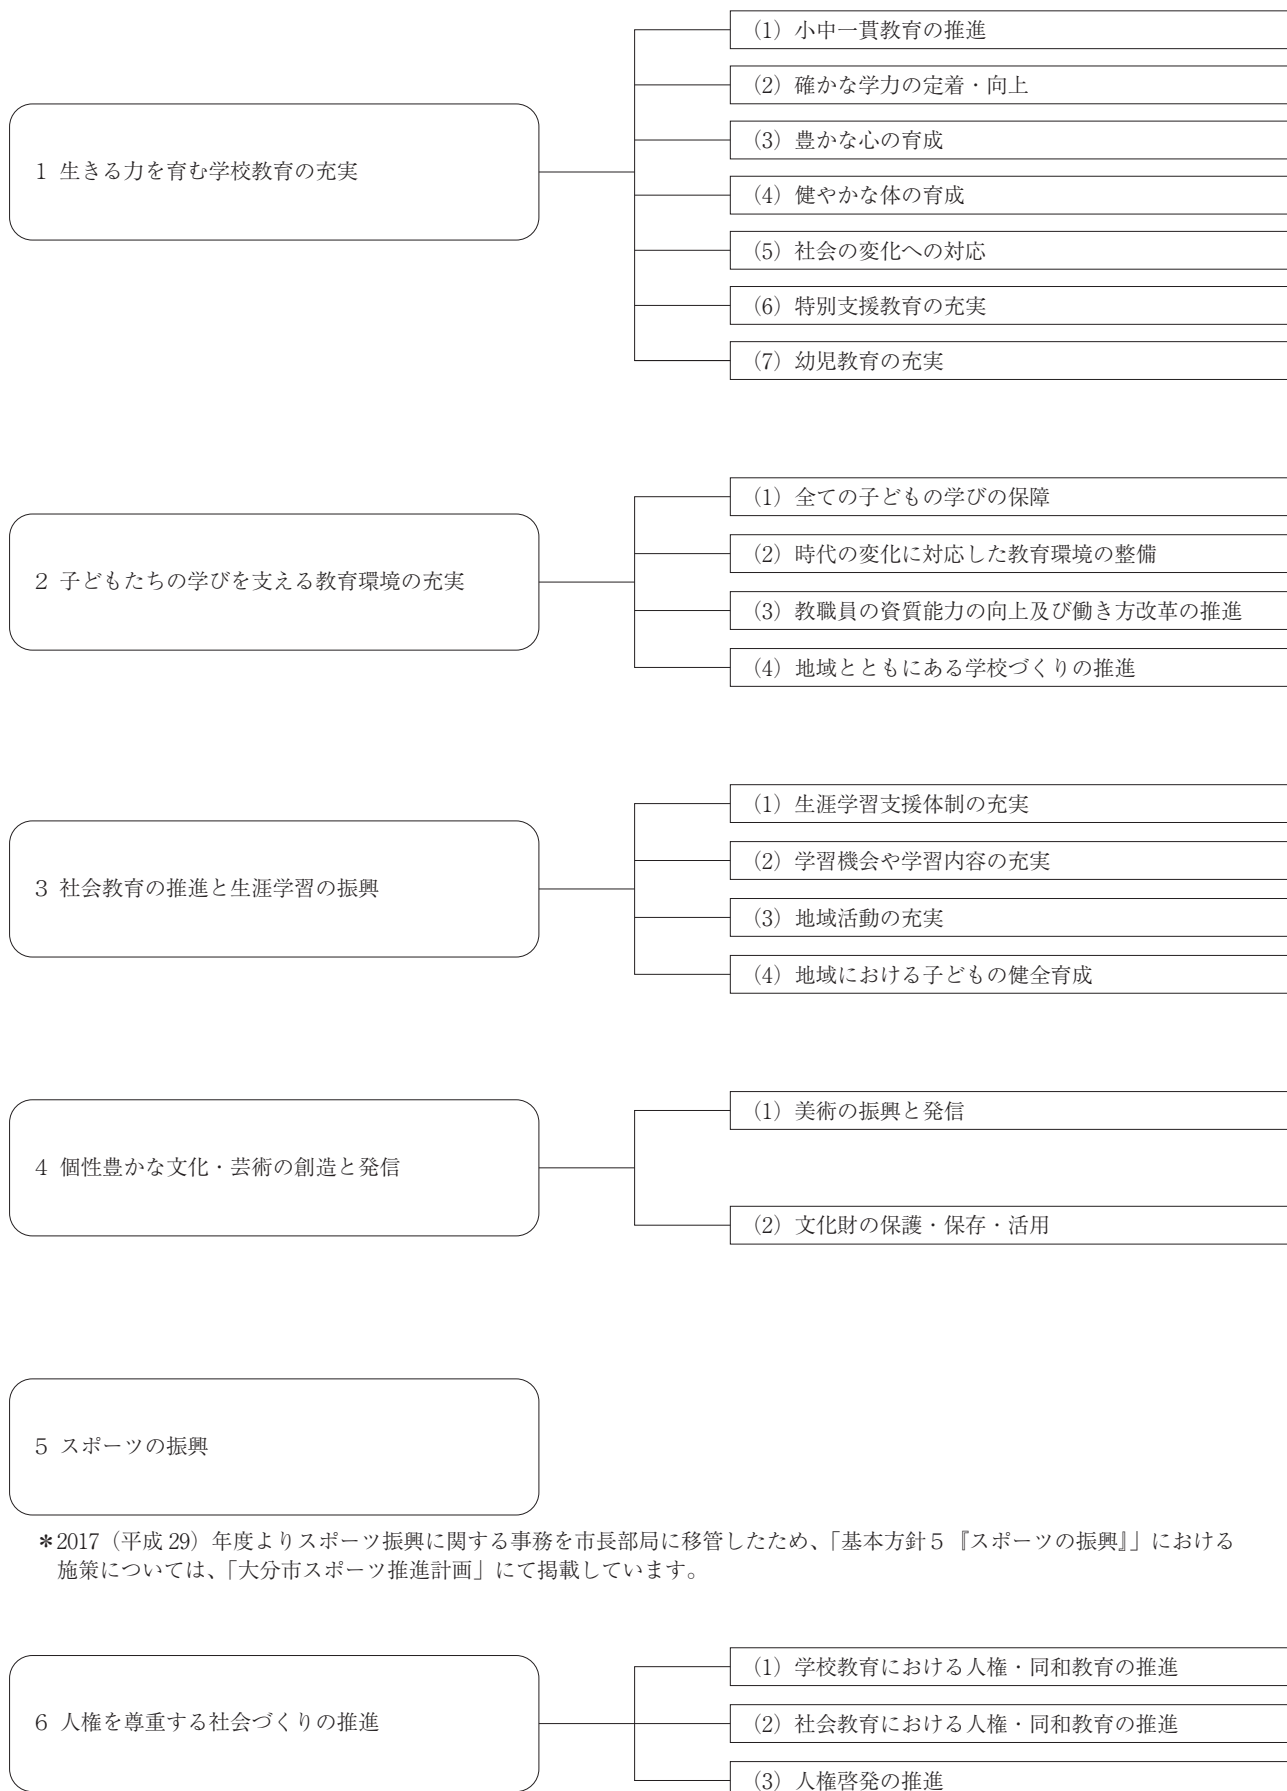 1 生きる力を育む学校教育の充実
(1) 小中一貫教育の推進
(2) 確かな学力の定着・向上
(3) 豊かな心の育成
(4) 健やかな体の育成
(5) 社会の変化への対応
(6) 特別支援教育の充実
(7) 幼児教育の充実
2 子どもたちの学びを支える教育環境の充実
(1) 全ての子どもの学びの保障
(2) 時代の変化に対応した教育環境の整備
(3) 教職員の資質能力の向上及び働き方改革の推進
(4) 地域とともにある学校づくりの推進
3 社会教育の推進と生涯学習の振興
(1) 生涯学習支援体制の充実
(2) 学習機会や学習内容の充実
(3) 地域活動の充実
(4) 地域における子どもの健全育成
4 個性豊かな文化・芸術の創造と発信
(1) 美術の振興と発信
(2) 文化財の保護・保存・活用
5 スポーツの振興
＊2017（平成 29）年度よりスポーツ振興に関する事務を市長部局に移管したため、「基本方針５『スポーツの振興』」における
施策については、「大分市スポーツ推進計画」にて掲載しています。
6 人権を尊重する社会づくりの推進
(1) 学校教育における人権・同和教育の推進
(2) 社会教育における人権・同和教育の推進
(3) 人権啓発の推進